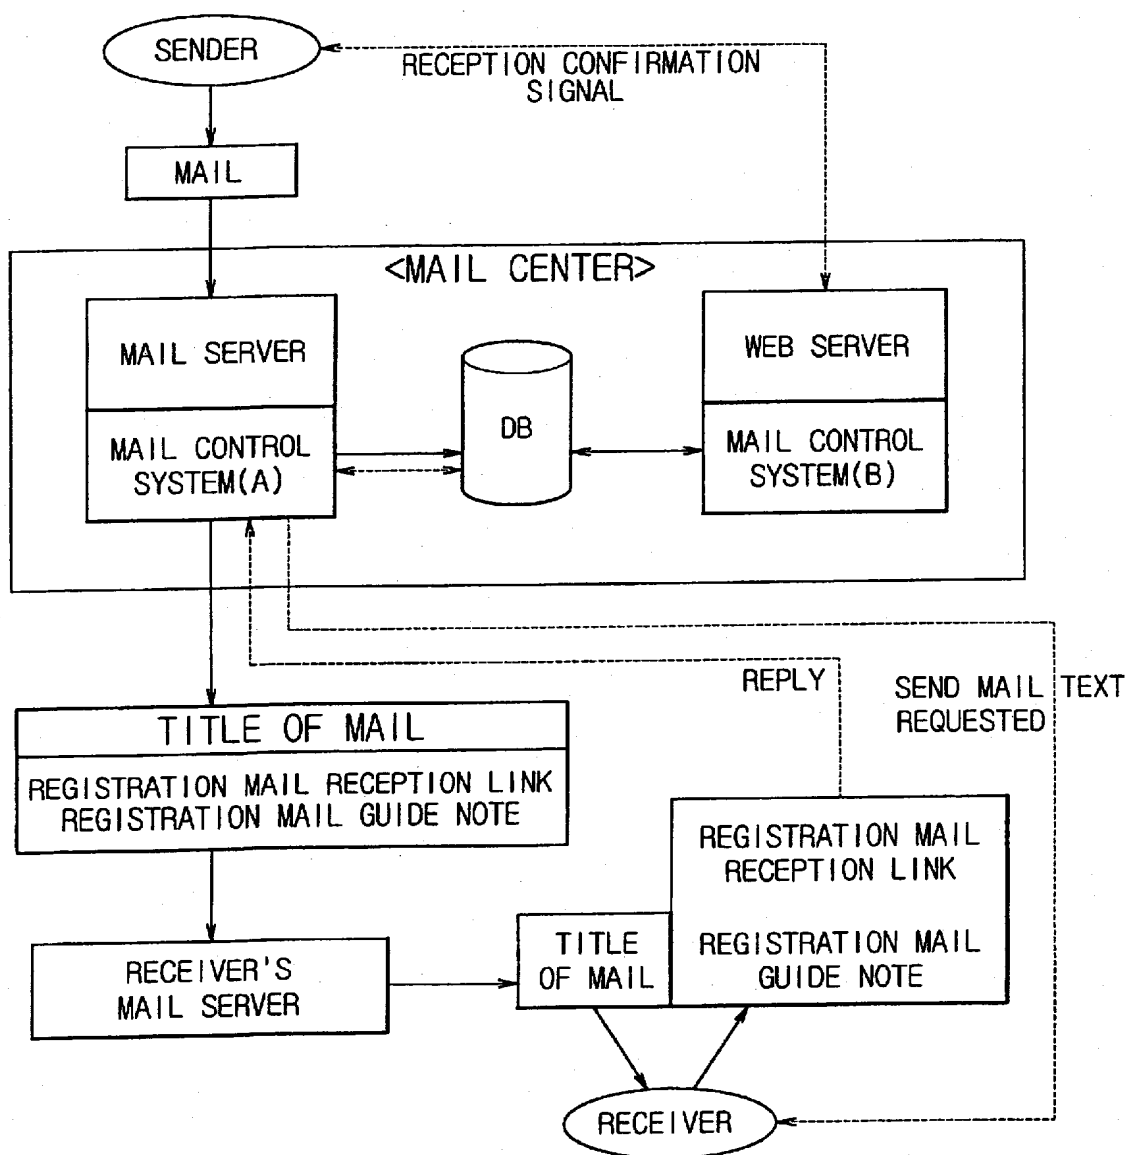 SENDER
RECEPTION CONFIRMATION
SIGNAL
MAIL
<MAIL CENTER>
MAIL SERVER
WEB SERVER
DB
MAIL CONTROL
SYSTEM(A)
MAIL CONTROL
SYSTEM(B)
REPLY
SEND MAIL TEXT
REQUESTED
TITLE OF MAIL
REGISTRATION MAIL RECEPTION LINK
REGISTRATION MAIL GUIDE NOTE
REGISTRATION MAIL
RECEPTION LINK
REGISTRATION MAIL
GUIDE NOTE
TITLE
OF MAIL
RECEIVER'S
MAIL SERVER
RECEIVER